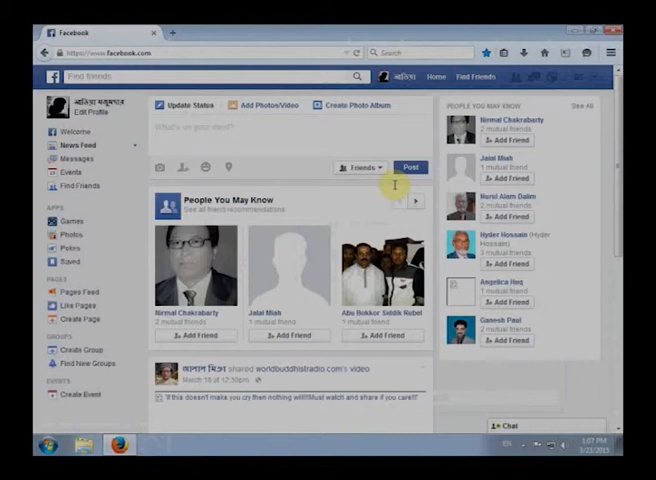 Facebook
https://www.facebook.com
Search
Find friends
Home
Find Friends
Edit Profile
Welcome
News Feed
Messages
Events
Find Friends
APPS
Games
Photos
Pokes
Saved
PAGES
Pages Feed
Like Pages
Create Page
GROUPS
Create Group
Find New Groups
EVENTS
Create Event
Update Status
Add Photos/Video
Create Photo Album
What's on your mind?
Friends
Post
People You May Know
See all friend recommendations
Nirmal Chakrabarty
2 mutual friends
Add Friend
Jalal Miah
1 mutual friend
Add Friend
Abu Bokkor Siddik Rubel
1 mutual friend
Add Friend
shared worldbuddhistradio.com's video
March 18 at 12:30pm
'If this doesn't make you cry then nothing will!!Must watch and share if you care!!'
PEOPLE YOU MAY KNOW
See All
Nirmal Chakrabarty
2 mutual friends
Add Friend
Jalal Miah
1 mutual friend
Add Friend
Nurul Alam Dalim
2 mutual friends
Add Friend
Hyder Hossain (Hyder
Hossain)
3 mutual friends
Add Friend
Angelica Haq
1 mutual friend
Add Friend
Ganesh Paul
2 mutual friends
Add Friend
Chat
EN
1:07 PM
3/23/2015